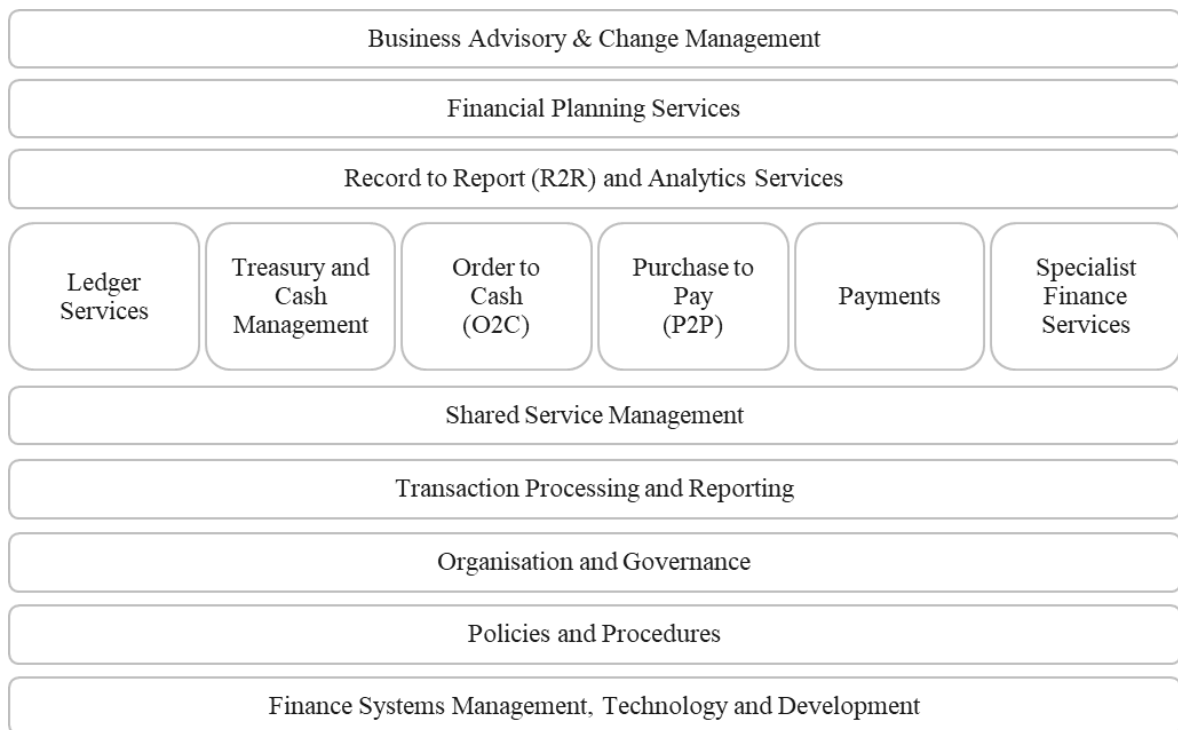 Business Advisory & Change Management
Financial Planning Services
Record to Report (R2R) and Analytics Services
Ledger
Services
Treasury and
Cash
Management
Order to
Cash
(O2C)
Purchase to
Pay
(P2P)
Payments
Specialist
Finance
Services
Shared Service Management
Transaction Processing and Reporting
Organisation and Governance
Policies and Procedures
Finance Systems Management, Technology and Development